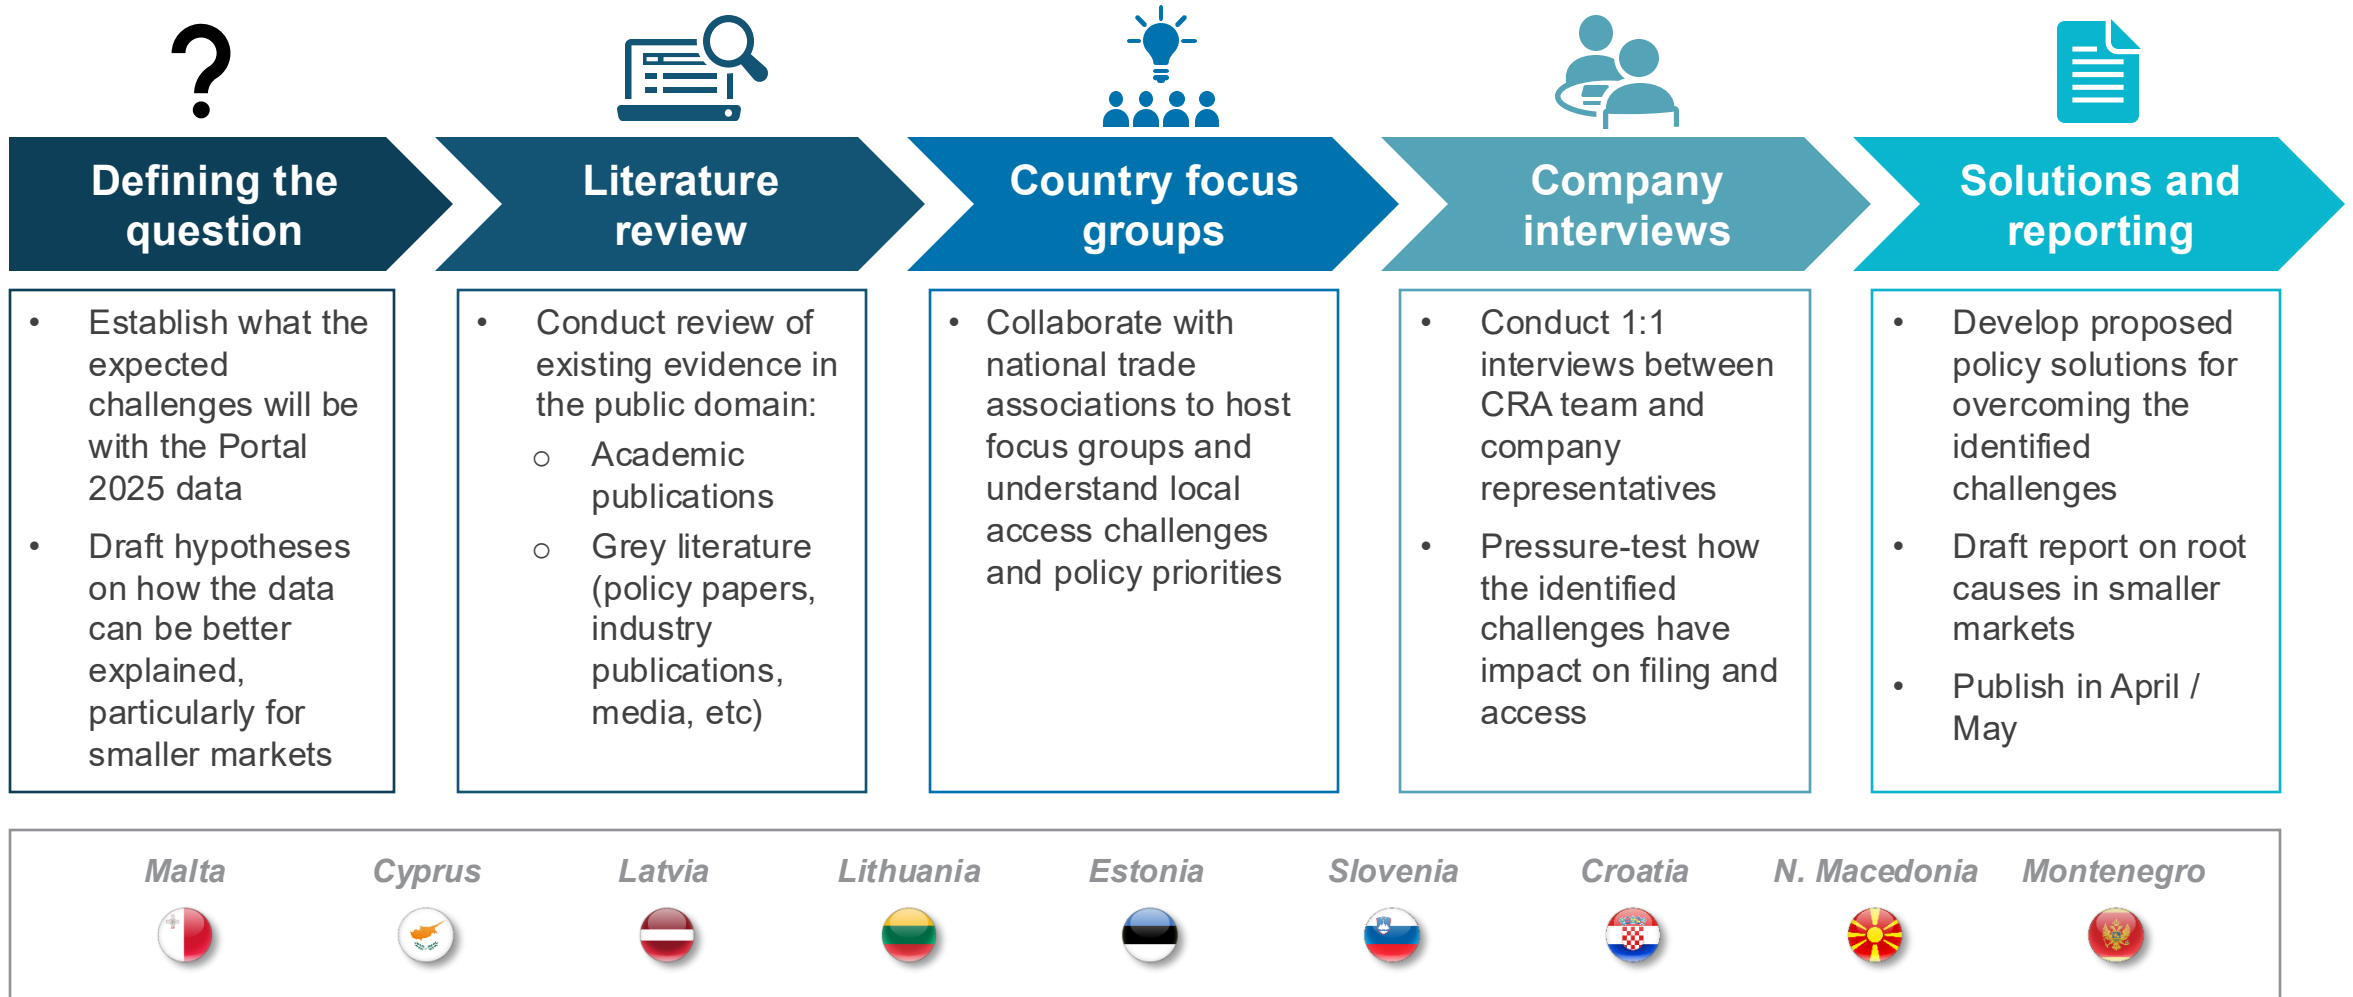 Defining the
question
Literature
review
Country focus
groups
Company
interviews
Solutions and
reporting
• Establish what the
expected
challenges will be
with the Portal
2025 data
• Draft hypotheses
on how the data
can be better
explained,
particularly for
smaller markets
• Conduct review of
existing evidence in
the public domain:
o Academic
publications
o Grey literature
(policy papers,
industry
publications,
media, etc)
• Collaborate with
national trade
associations to host
focus groups and
understand local
access challenges
and policy priorities
• Conduct 1:1
interviews between
CRA team and
company
representatives
• Pressure-test how
the identified
challenges have
impact on filing and
access
• Develop proposed
policy solutions for
overcoming the
identified
challenges
• Draft report on root
causes in smaller
markets
• Publish in April /
May
Malta Cyprus Latvia Lithuania Estonia Slovenia Croatia N. Macedonia Montenegro